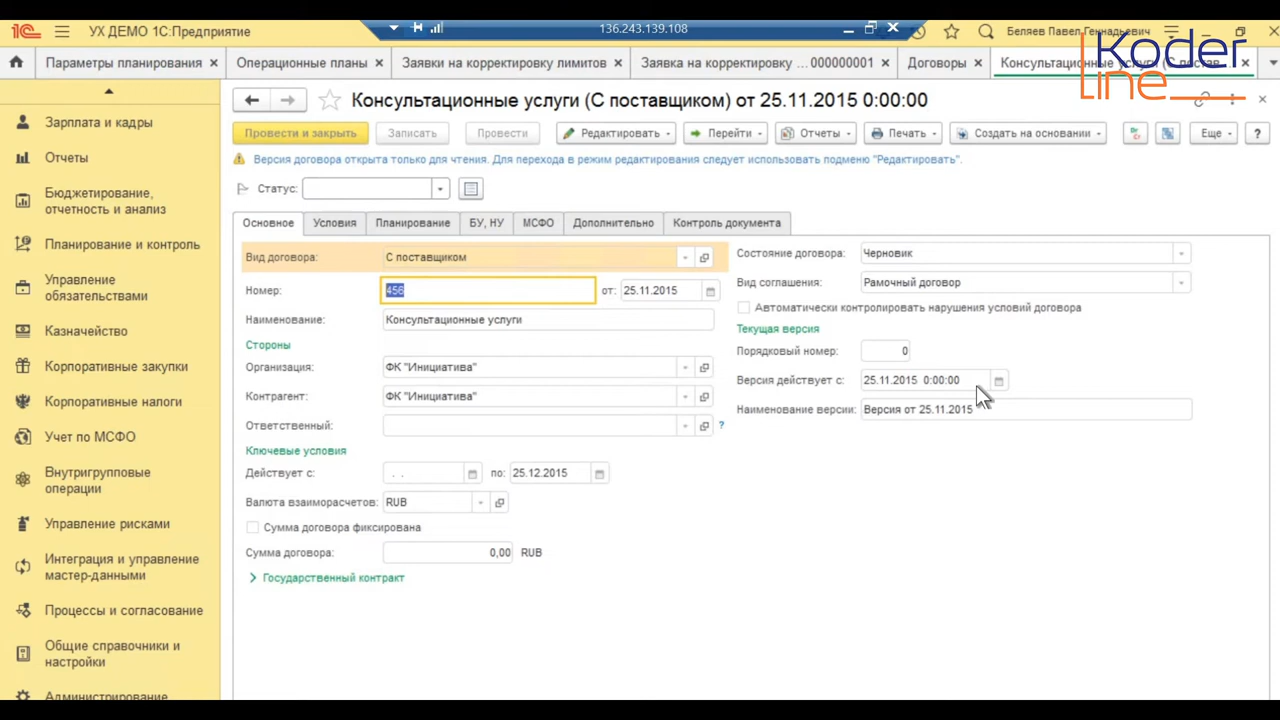 136.243.139.108
УХ ДЕМО 1С:Предприятие
Беляев Павел Геннадьевич
Koder
line
Параметры планирования
Операционные планы
Заявки на корректировку лимитов
Заявка на корректировку ...000000001
Договоры
Консультационные услуги (С постав...
Зарплата и кадры
Отчеты
Бюджетирование,
отчетность и анализ
Планирование и контроль
Управление
обязательствами
Казначейство
Корпоративные закупки
Корпоративные налоги
Учет по МСФО
Внутригрупповые
операции
Управление рисками
Интеграция и управление
мастер-данными
Процессы и согласование
Общие справочники и
настройки
Администрирование
Консультационные услуги (С поставщиком) от 25.11.2015 0:00:00
Провести и закрыть Записать Провести Редактировать Перейти Отчеты Печать Создать на основании Еще ?
Версия договора открыта только для чтения. Для перехода в режим редактирования следует использовать подменю "Редактировать".
Статус:
Основное Условия Планирование БУ, НУ МСФО Дополнительно Контроль документа
Вид договора: С поставщиком
Номер: 456 от: 25.11.2015
Наименование: Консультационные услуги
Стороны
Организация: ФК "Инициатива"
Контрагент: ФК "Инициатива"
Ответственный: ?
Ключевые условия
Действует с: . . по: 25.12.2015
Валюта взаиморасчетов: RUB
Сумма договора фиксирована
Сумма договора: 0,00 RUB
Государственный контракт
Состояние договора: Черновик
Вид соглашения: Рамочный договор
Автоматически контролировать нарушения условий договора
Текущая версия
Порядковый номер: 0
Версия действует с: 25.11.2015 0:00:00
Наименование версии: Версия от 25.11.2015